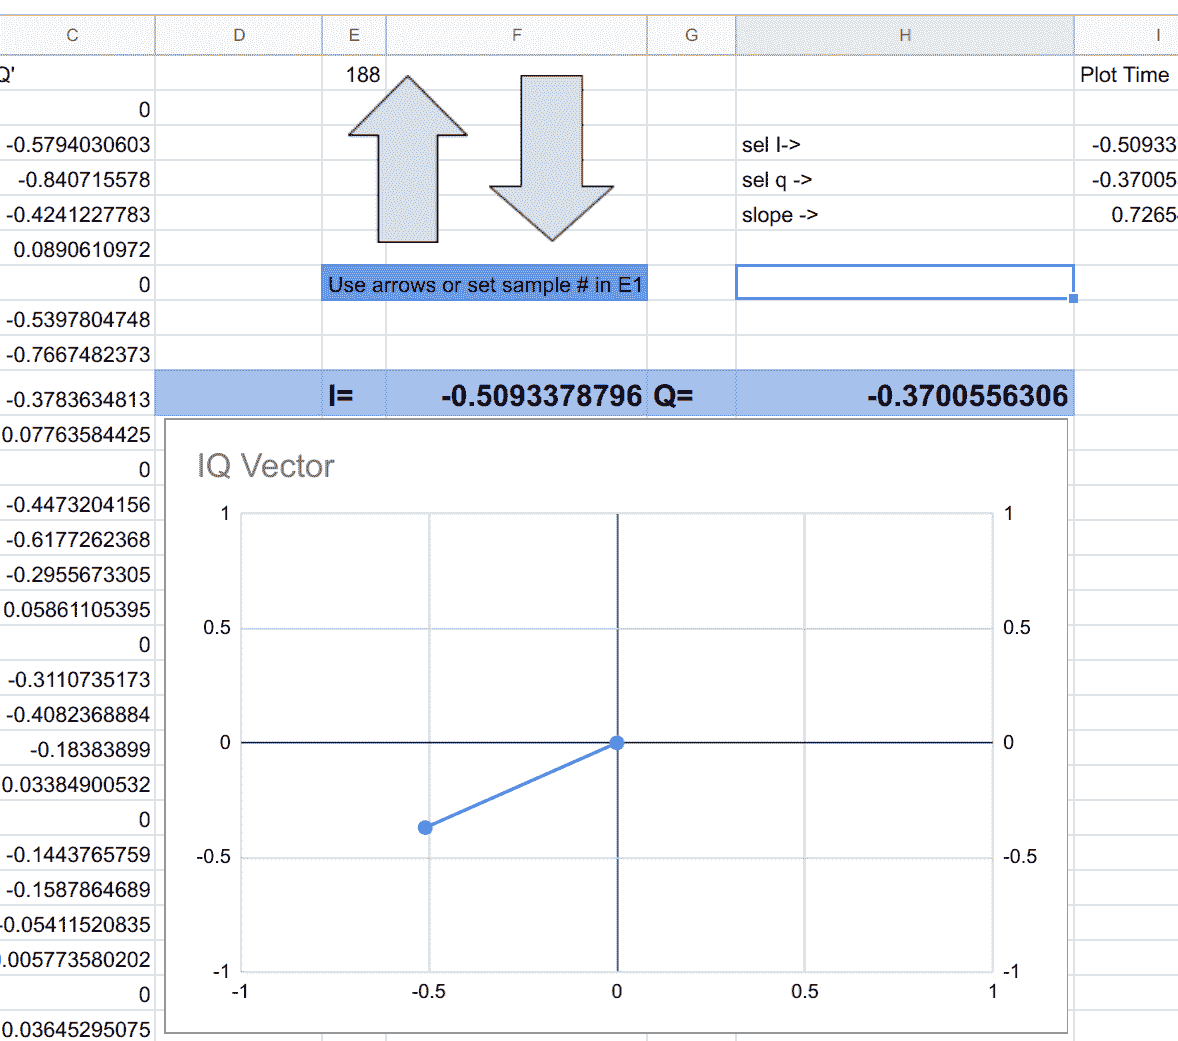 C D E F G H I
Q' 188 Plot Time
0
-0.5794030603 sel I-> -0.50933
-0.840715578 sel q -> -0.37005
-0.4241227783 slope -> 0.7265
0.0890610972
0 Use arrows or set sample # in E1
-0.5397804748
-0.7667482373
-0.3783634813 I= -0.5093378796 Q= -0.3700556306
0.07763584425
0 IQ Vector
-0.4473204156 1 1
-0.6177262368
-0.2955673305
0.05861105395 0.5 0.5
0
-0.3110735173
-0.4082368884
-0.18383899 0 0
0.03384900532
0
-0.1443765759 -0.5 -0.5
-0.1587864689
-0.05411520835
.005773580202 -1 -1
0 -1 -0.5 0 0.5 1
0.03645295075